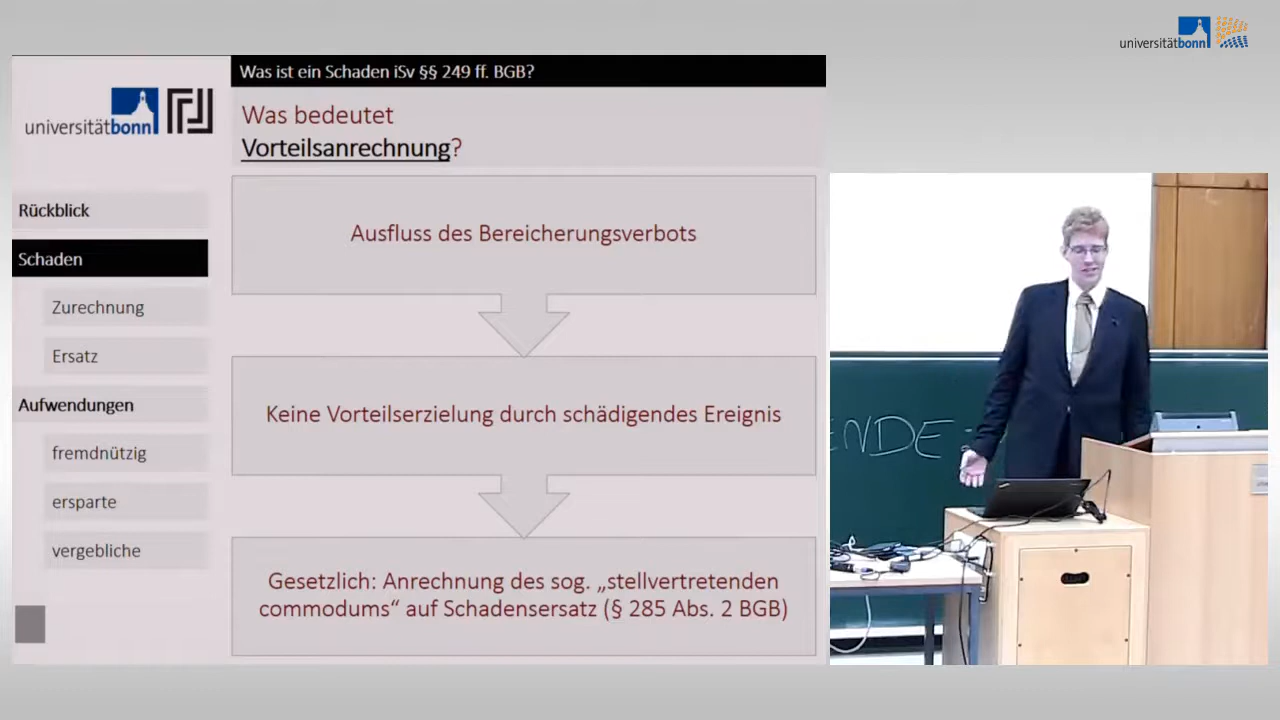 universitätbonn
Was ist ein Schaden iSv §§ 249 ff. BGB?
universitätbonn
Was bedeutet
Vorteilsanrechnung?
Rückblick
Schaden
Zurechnung
Ersatz
Aufwendungen
fremdnützig
ersparte
vergebliche
Ausfluss des Bereicherungsverbots
Keine Vorteilserzielung durch schädigendes Ereignis
Gesetzlich: Anrechnung des sog. „stellvertretenden
commodums“ auf Schadensersatz (§ 285 Abs. 2 BGB)
ENDE